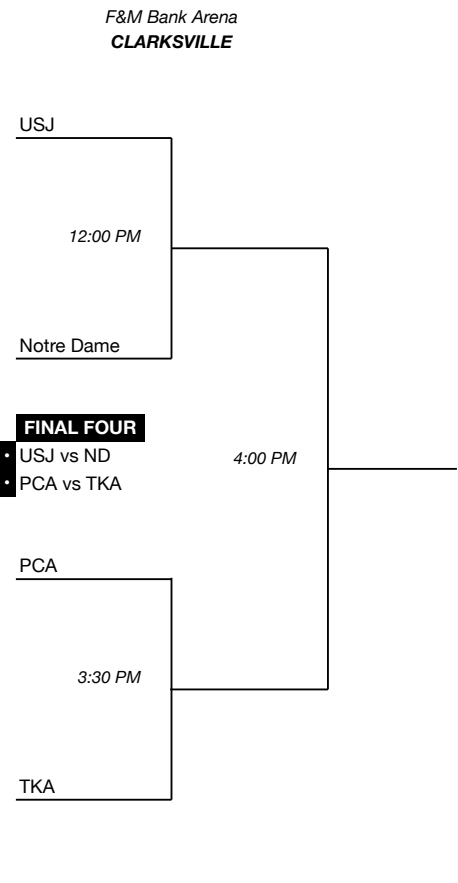 F&M Bank Arena
CLARKSVILLE
USJ
12:00 PM
Notre Dame
FINAL FOUR
• USJ vs ND
• PCA vs TKA
4:00 PM
PCA
3:30 PM
TKA